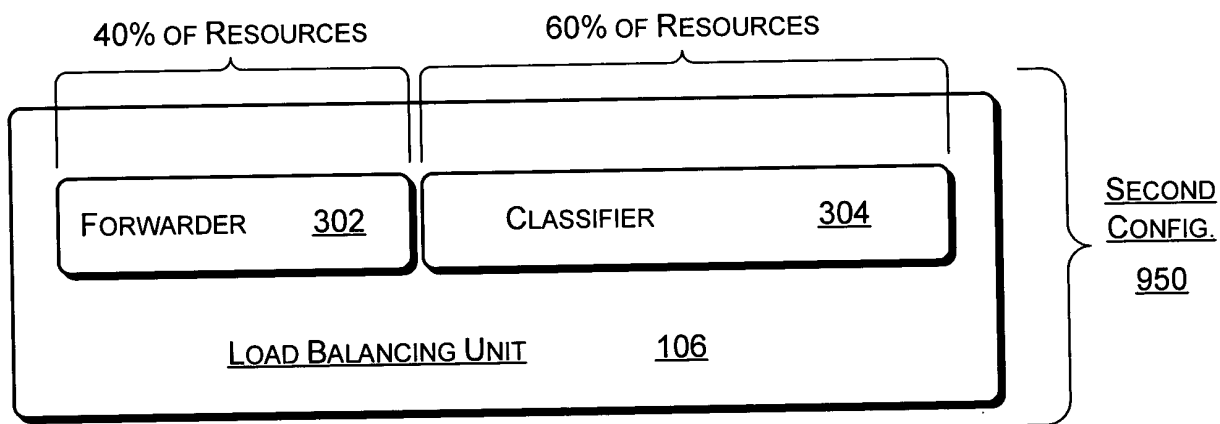 40% OF RESOURCES
60% OF RESOURCES
FORWARDER 302
CLASSIFIER 304
LOAD BALANCING UNIT 106
SECOND
CONFIG.
950